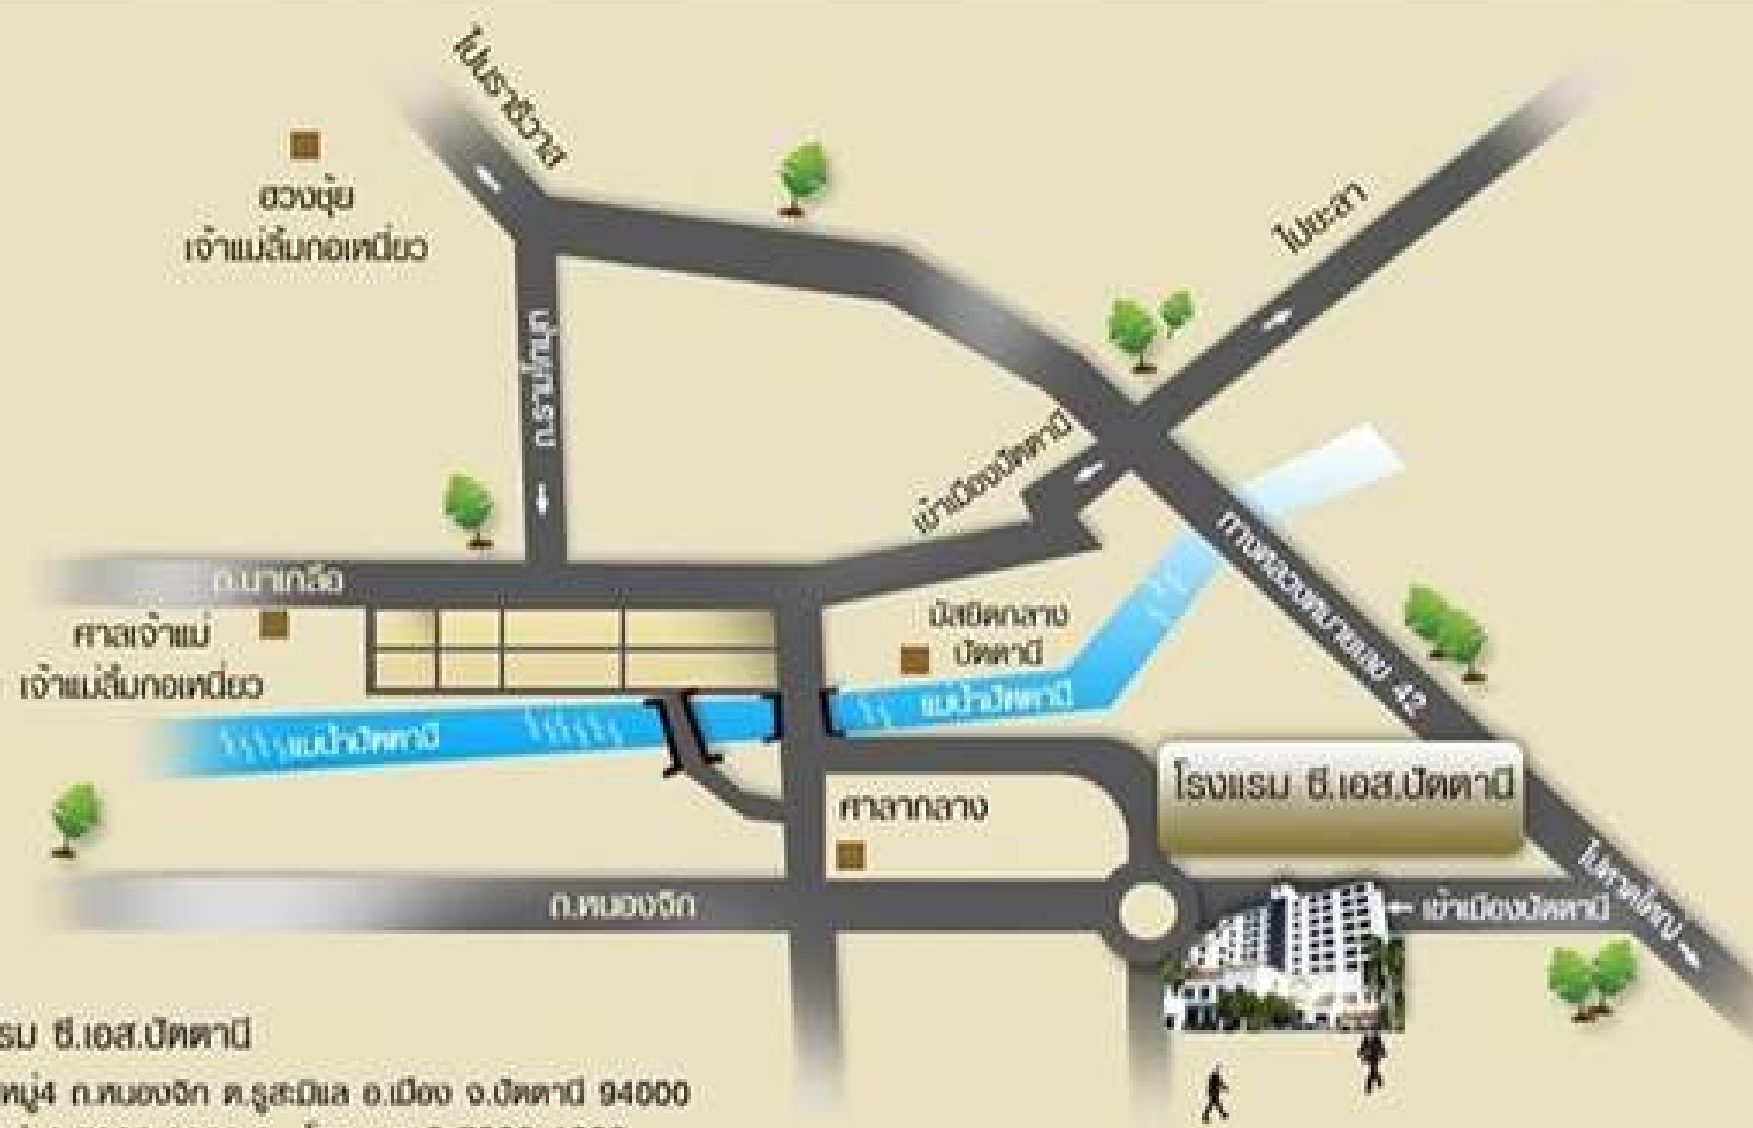 ไปนราธิวาส
ฮวงซุ้ย
เจ้าแม่ลิ้มกอเหนี่ยว
ไปยะลา
ถ.รามโกมุท
เข้าเมืองปัตตานี
ถ.นาเกลือ
ทางหลวงหมายเลข 42
ศาลเจ้าแม่
เจ้าแม่ลิ้มกอเหนี่ยว
มัสยิดกลาง
ปัตตานี
แม่น้ำปัตตานี
แม่น้ำปัตตานี
โรงแรม ซี.เอส.ปัตตานี
ศาลากลาง
ไปหาดใหญ่
ถ.หนองจิก
เข้าเมืองปัตตานี
รม ซี.เอส.ปัตตานี
หมู่4 ถ.หนองจิก ต.รูสะมิแล อ.เมือง จ.ปัตตานี 94000